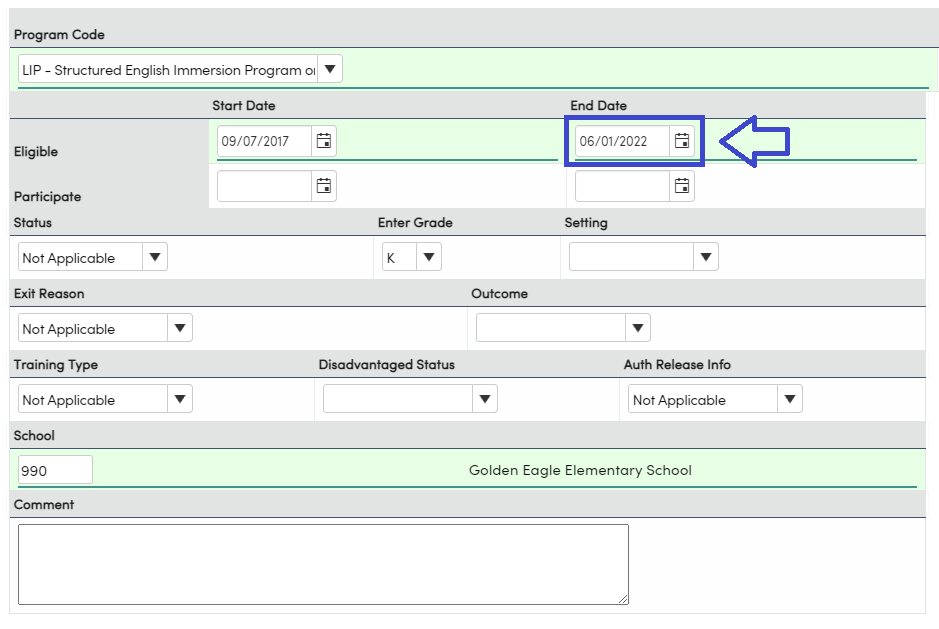 Program Code
LIP - Structured English Immersion Program or
Start Date End Date
Eligible 09/07/2017 06/01/2022
Participate
Status Enter Grade Setting
Not Applicable K
Exit Reason Outcome
Not Applicable
Training Type Disadvantaged Status Auth Release Info
Not Applicable Not Applicable
School
990 Golden Eagle Elementary School
Comment